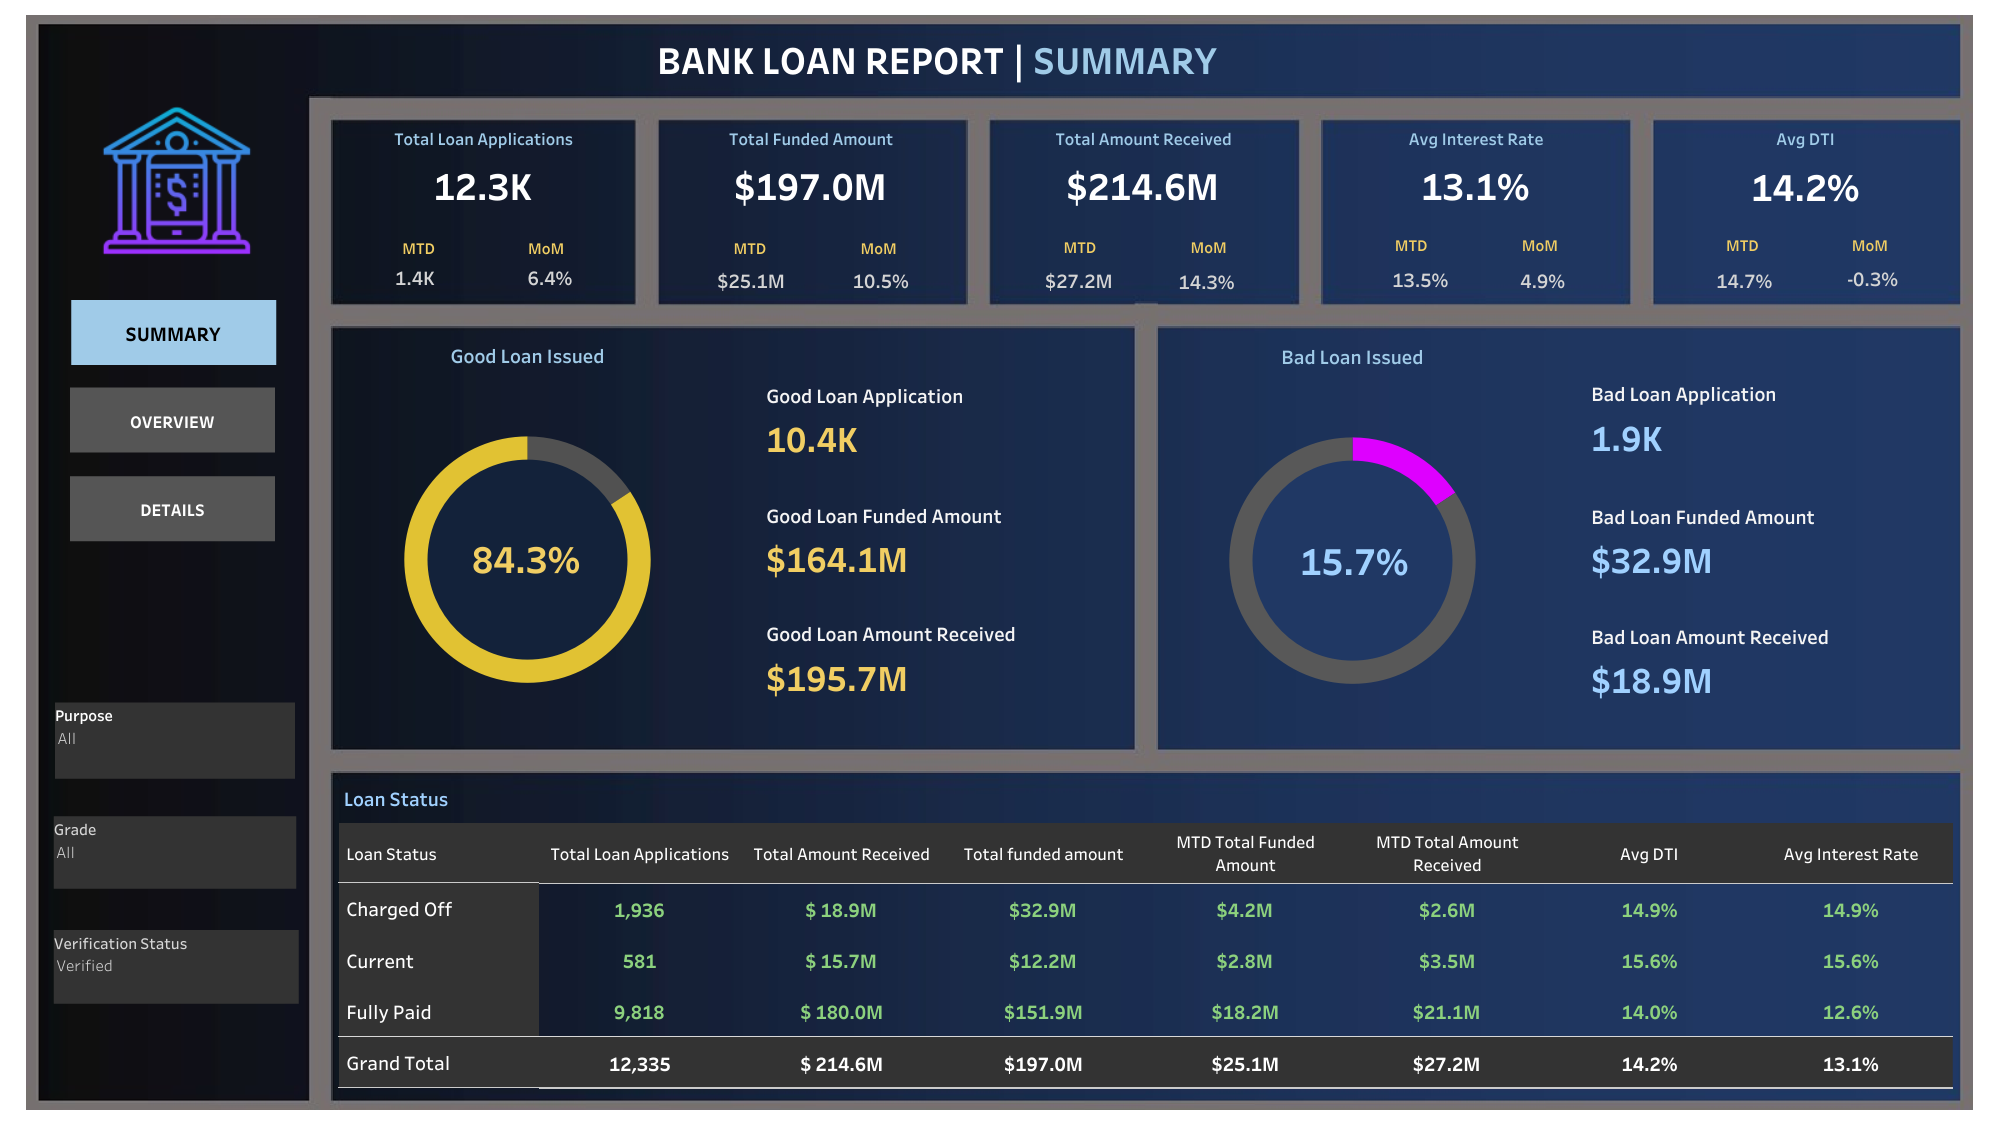 BANK LOAN REPORT | SUMMARY
$
SUMMARY
OVERVIEW
DETAILS
Purpose
All
Grade
All
Verification Status
Verified
Total Loan Applications
12.3K
MTD MoM
1.4K 6.4%
Total Funded Amount
$197.0M
MTD MoM
$25.1M 10.5%
Total Amount Received
$214.6M
MTD MoM
$27.2M 14.3%
Avg Interest Rate
13.1%
MTD MoM
13.5% 4.9%
Avg DTI
14.2%
MTD MoM
14.7% -0.3%
Good Loan Issued
84.3%
Good Loan Application
10.4K
Good Loan Funded Amount
$164.1M
Good Loan Amount Received
$195.7M
Bad Loan Issued
15.7%
Bad Loan Application
1.9K
Bad Loan Funded Amount
$32.9M
Bad Loan Amount Received
$18.9M
Loan Status
Loan Status Total Loan Applications Total Amount Received Total funded amount MTD Total Funded Amount MTD Total Amount Received Avg DTI Avg Interest Rate
Charged Off 1,936 $ 18.9M $32.9M $4.2M $2.6M 14.9% 14.9%
Current 581 $ 15.7M $12.2M $2.8M $3.5M 15.6% 15.6%
Fully Paid 9,818 $ 180.0M $151.9M $18.2M $21.1M 14.0% 12.6%
Grand Total 12,335 $ 214.6M $197.0M $25.1M $27.2M 14.2% 13.1%